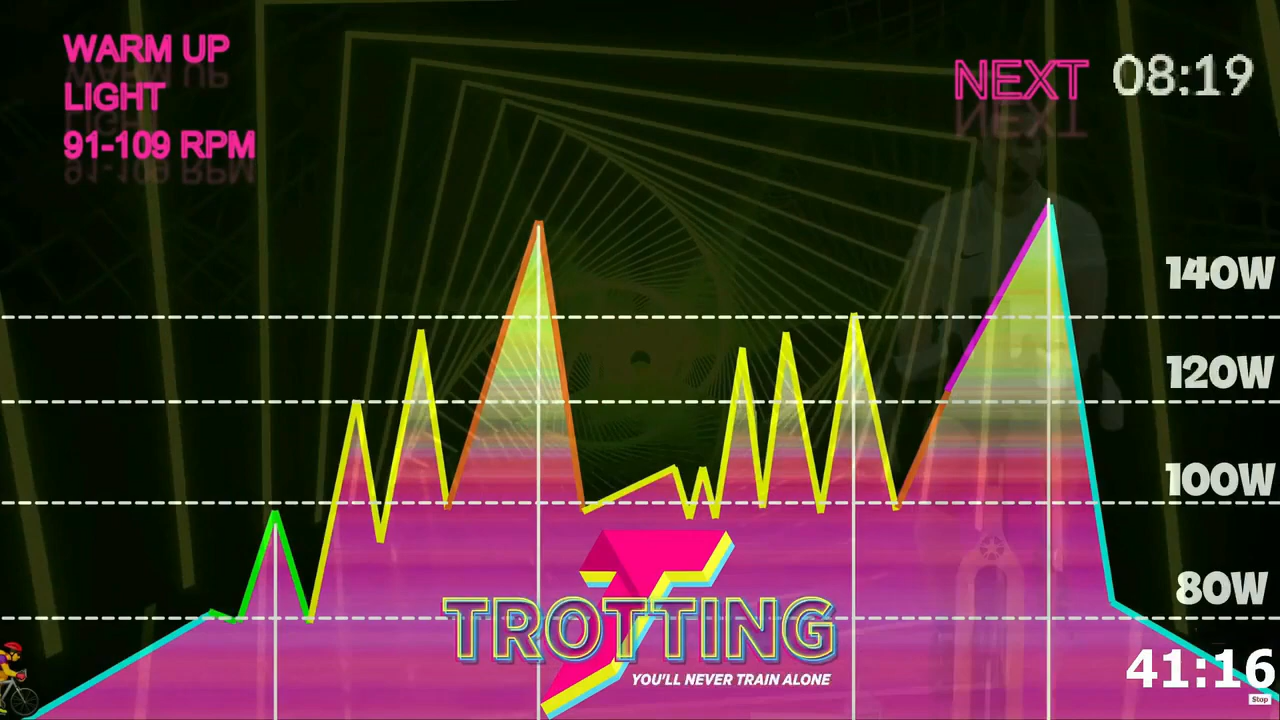 WARM UP
LIGHT
91-109 RPM
NEXT 08:19
140W
120W
100W
80W
TROTTING
YOU'LL NEVER TRAIN ALONE
41:16
Stop